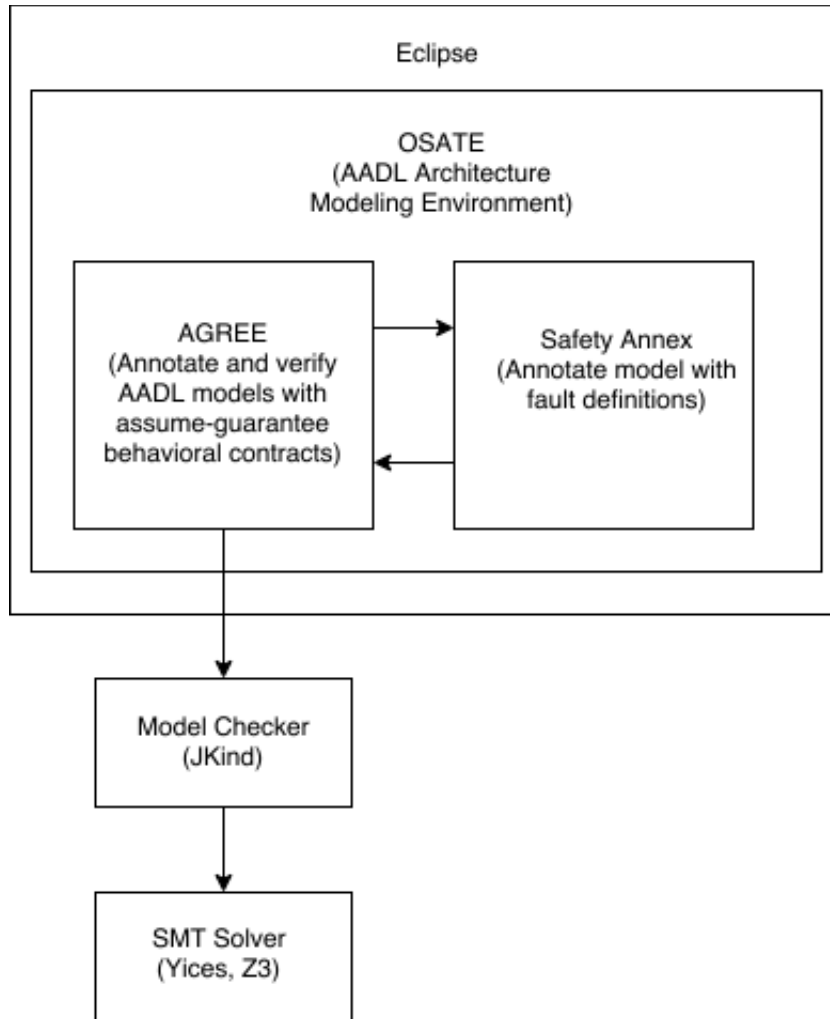 Eclipse
OSATE
(AADL Architecture
Modeling Environment)
AGREE
(Annotate and verify
AADL models with
assume-guarantee
behavioral contracts)
Safety Annex
(Annotate model with
fault definitions)
Model Checker
(JKind)
SMT Solver
(Yices, Z3)